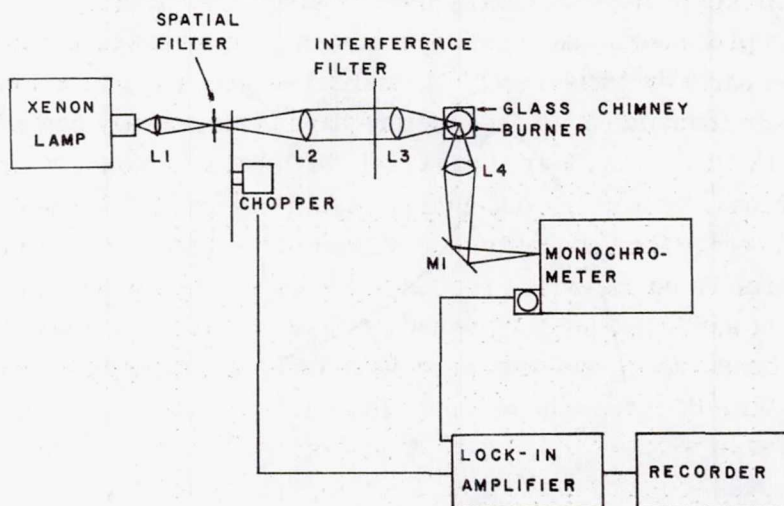 SPATIAL
FILTER
INTERFERENCE
FILTER
XENON
LAMP
GLASS CHIMNEY
BURNER
L1
L2
L3
L4
CHOPPER
M1
MONOCHRO-
METER
LOCK-IN
AMPLIFIER
RECORDER